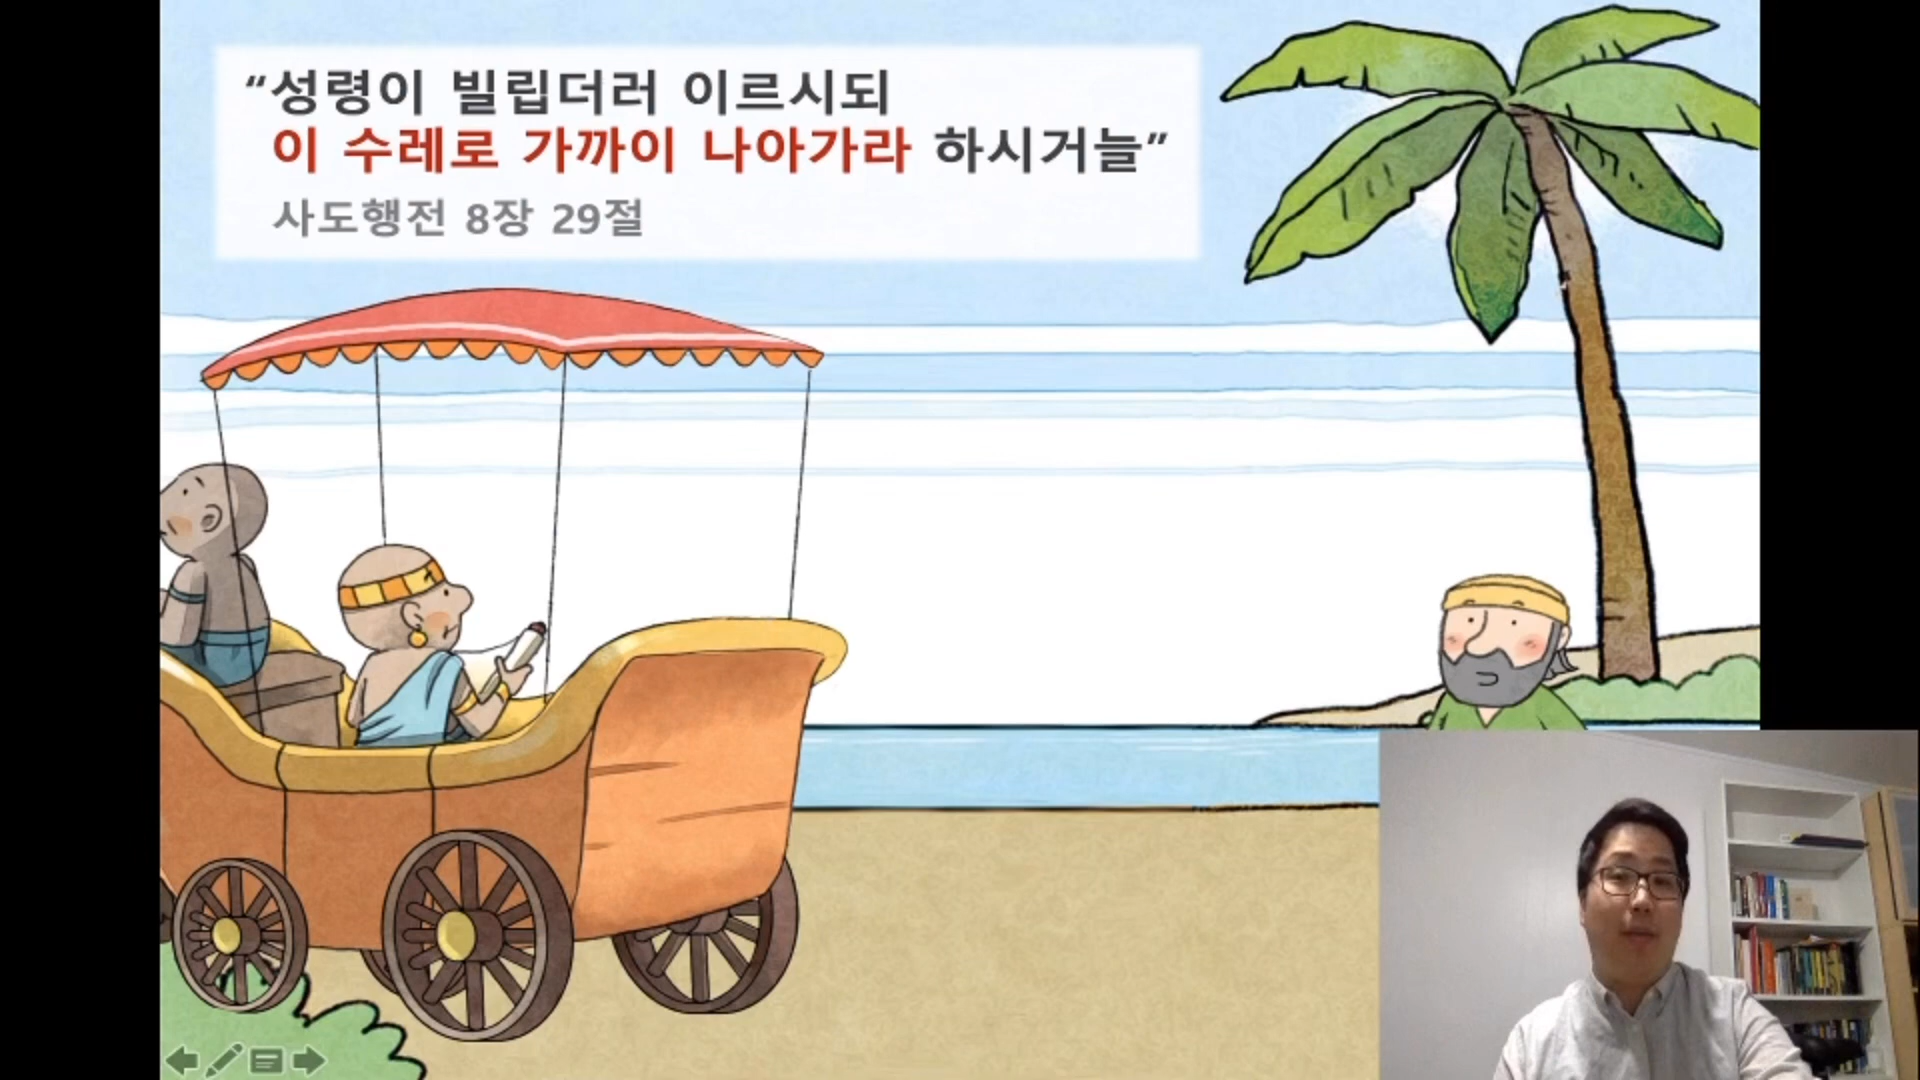 “성령이 빌립더러 이르시되
이 수레로 가까이 나아가라 하시거늘”
사도행전 8장 29절